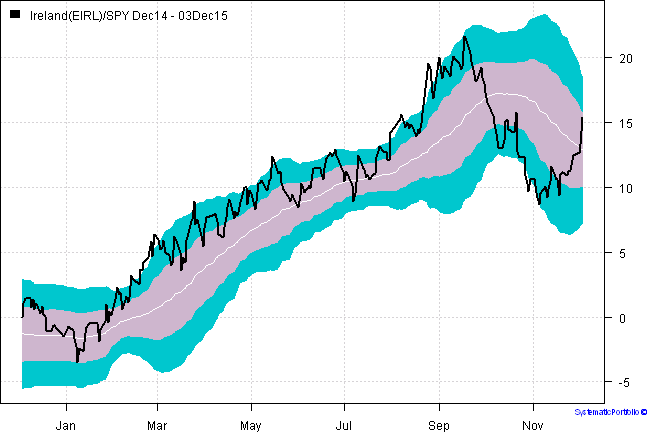 Ireland(EIRL)/SPY Dec14 - 03Dec15
20
15
10
5
0
-5
Jan Mar May Jul Sep Nov
SystematicPortfolio ©